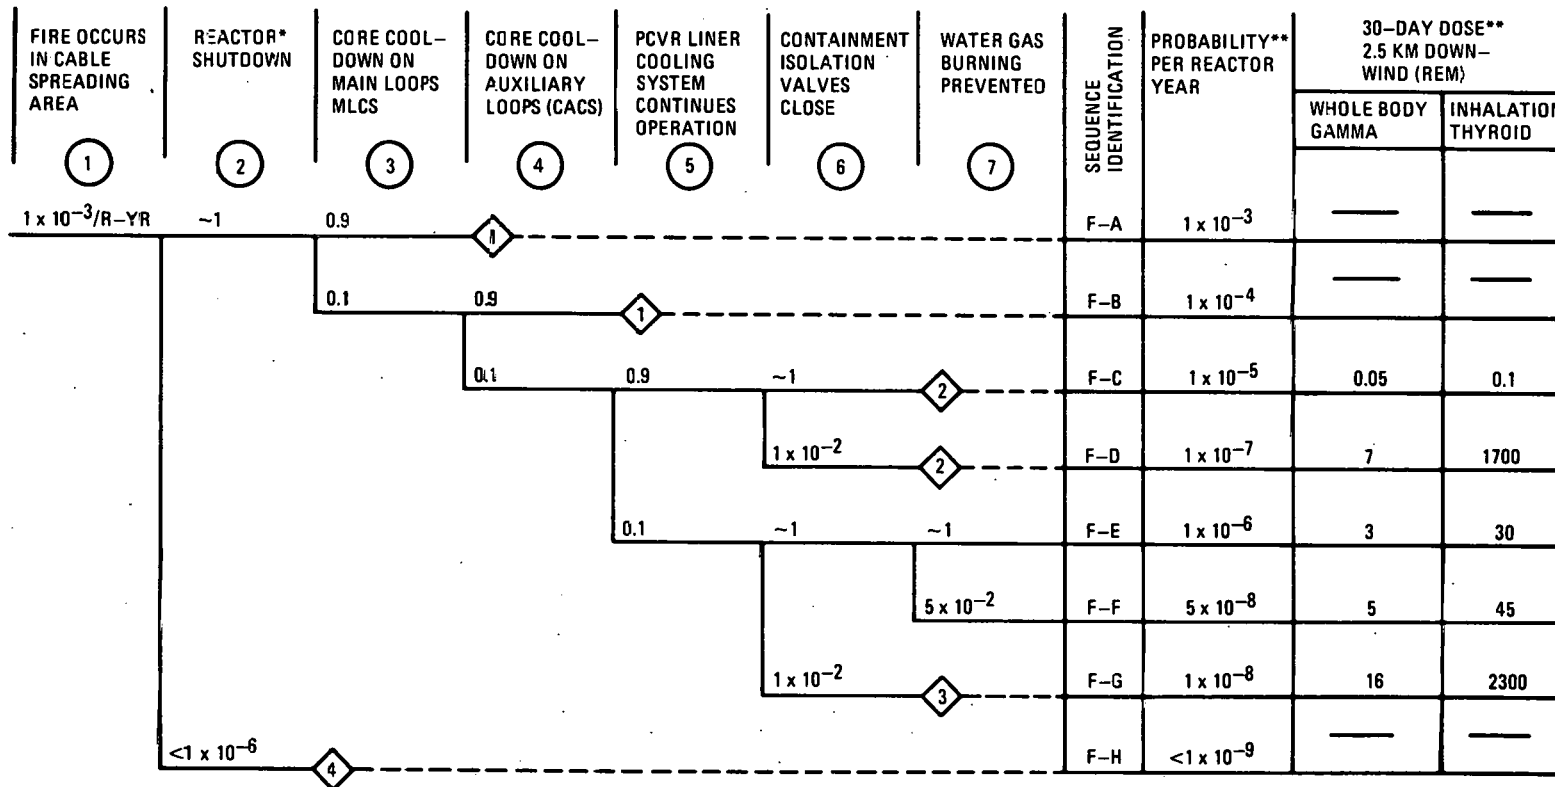 FIRE OCCURS
IN CABLE
SPREADING
AREA
1
REACTOR*
SHUTDOWN
2
CORE COOL–
DOWN ON
MAIN LOOPS
MLCS
3
CORE COOL–
DOWN ON
AUXILIARY
LOOPS (CACS)
4
PCVR LINER
COOLING
SYSTEM
CONTINUES
OPERATION
5
CONTAINMENT
ISOLATION
VALVES
CLOSE
6
WATER GAS
BURNING
PREVENTED
7
SEQUENCE
IDENTIFICATION
PROBABILITY**
PER REACTOR
YEAR
30–DAY DOSE**
2.5 KM DOWN–
WIND (REM)
WHOLE BODY
GAMMA
INHALATION
THYROID
1 x 10⁻³/R–YR ~1 0.9 1 F–A 1 x 10⁻³ — —
0.1 0.9 1 F–B 1 x 10⁻⁴ — —
0.1 0.9 ~1 2 F–C 1 x 10⁻⁵ 0.05 0.1
1 x 10⁻² 2 F–D 1 x 10⁻⁷ 7 1700
0.1 ~1 ~1 F–E 1 x 10⁻⁶ 3 30
5 x 10⁻² F–F 5 x 10⁻⁸ 5 45
1 x 10⁻² 3 F–G 1 x 10⁻⁸ 16 2300
<1 x 10⁻⁶ 4 F–H <1 x 10⁻⁹ — —